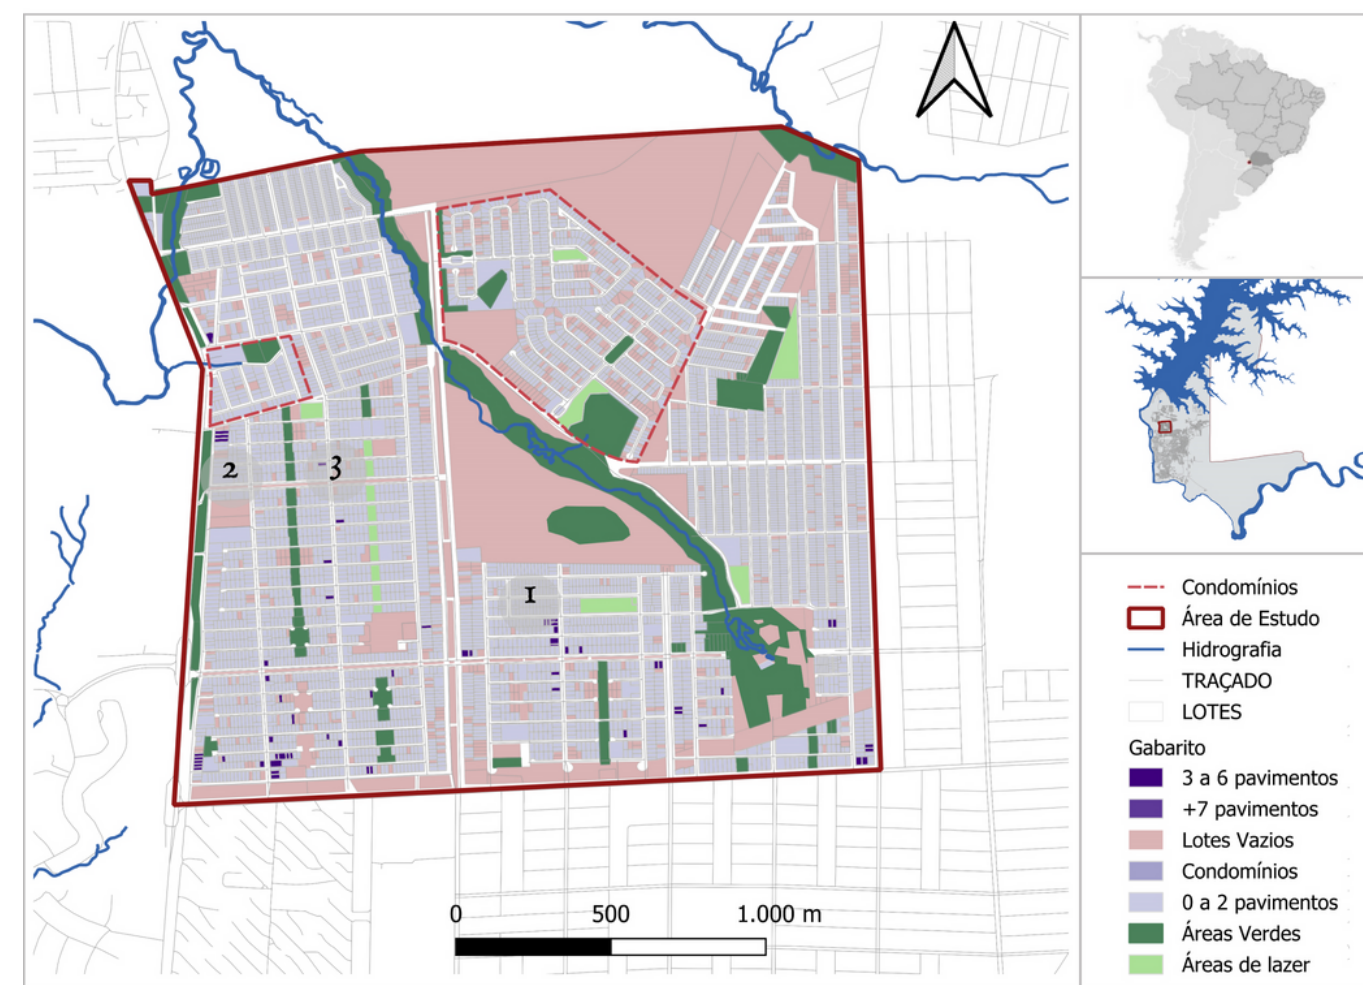 2
3
1
0 500 1.000 m
Condomínios
Área de Estudo
Hidrografia
TRAÇADO
LOTES
Gabarito
3 a 6 pavimentos
+7 pavimentos
Lotes Vazios
Condomínios
0 a 2 pavimentos
Áreas Verdes
Áreas de lazer